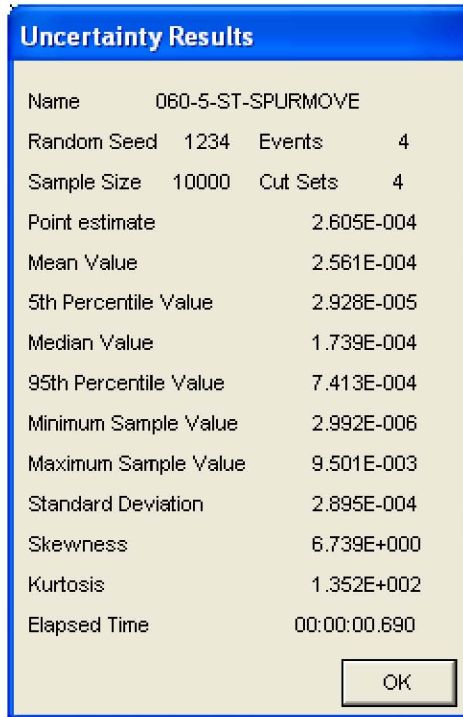 Uncertainty Results
Name 060-5-ST-SPURMOVE
Random Seed 1234 Events 4
Sample Size 10000 Cut Sets 4
Point estimate 2.605E-004
Mean Value 2.561E-004
5th Percentile Value 2.928E-005
Median Value 1.739E-004
95th Percentile Value 7.413E-004
Minimum Sample Value 2.992E-006
Maximum Sample Value 9.501E-003
Standard Deviation 2.895E-004
Skewness 6.739E+000
Kurtosis 1.352E+002
Elapsed Time 00:00:00.690
OK